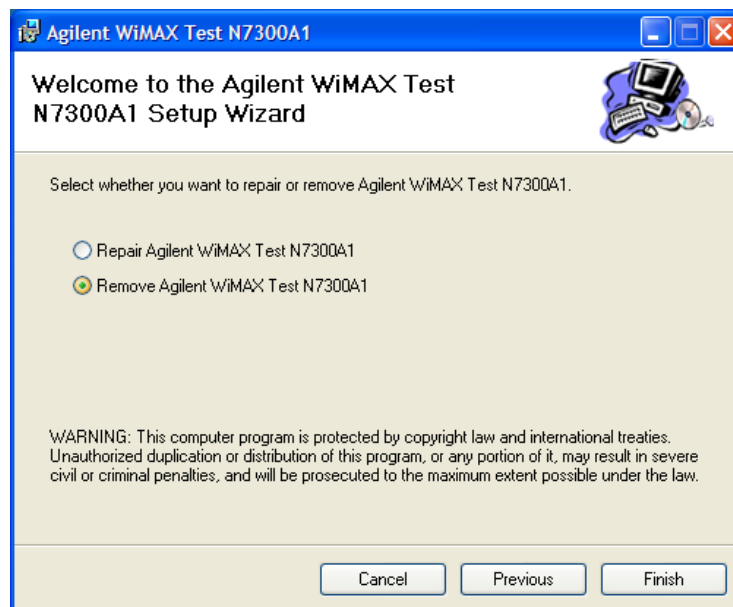 Agilent WiMAX Test N7300A1
Welcome to the Agilent WiMAX Test
N7300A1 Setup Wizard
Select whether you want to repair or remove Agilent WiMAX Test N7300A1.
Repair Agilent WiMAX Test N7300A1
Remove Agilent WiMAX Test N7300A1
WARNING: This computer program is protected by copyright law and international treaties.
Unauthorized duplication or distribution of this program, or any portion of it, may result in severe
civil or criminal penalties, and will be prosecuted to the maximum extent possible under the law.
Cancel Previous Finish